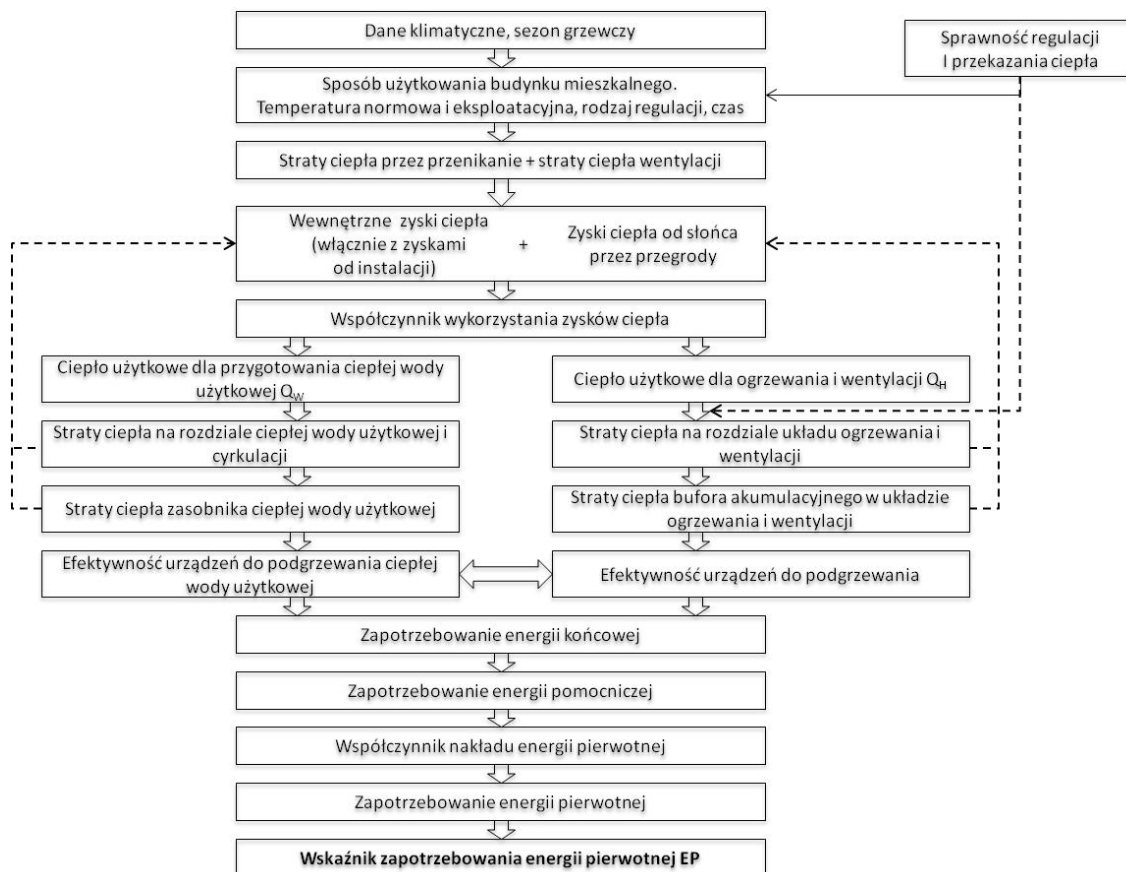 Dane klimatyczne, sezon grzewczy
Sprawność regulacji
I przekazania ciepła
Sposób użytkowania budynku mieszkalnego.
Temperatura normowa i eksploatacyjna, rodzaj regulacji, czas
Straty ciepła przez przenikanie + straty ciepła wentylacji
Wewnętrzne zyski ciepła
(włącznie z zyskami
od instalacji)
+
Zyski ciepła od słońca
przez przegrody
Współczynnik wykorzystania zysków ciepła
Ciepło użytkowe dla przygotowania ciepłej wody
użytkowej Q_W
Ciepło użytkowe dla ogrzewania i wentylacji Q_H
Straty ciepła na rozdziale ciepłej wody użytkowej i
cyrkulacji
Straty ciepła na rozdziale układu ogrzewania i
wentylacji
Straty ciepła zasobnika ciepłej wody użytkowej
Straty ciepła bufora akumulacyjnego w układzie
ogrzewania i wentylacji
Efektywność urządzeń do podgrzewania ciepłej
wody użytkowej
Efektywność urządzeń do podgrzewania
Zapotrzebowanie energii końcowej
Zapotrzebowanie energii pomocniczej
Współczynnik nakładu energii pierwotnej
Zapotrzebowanie energii pierwotnej
Wskaźnik zapotrzebowania energii pierwotnej EP